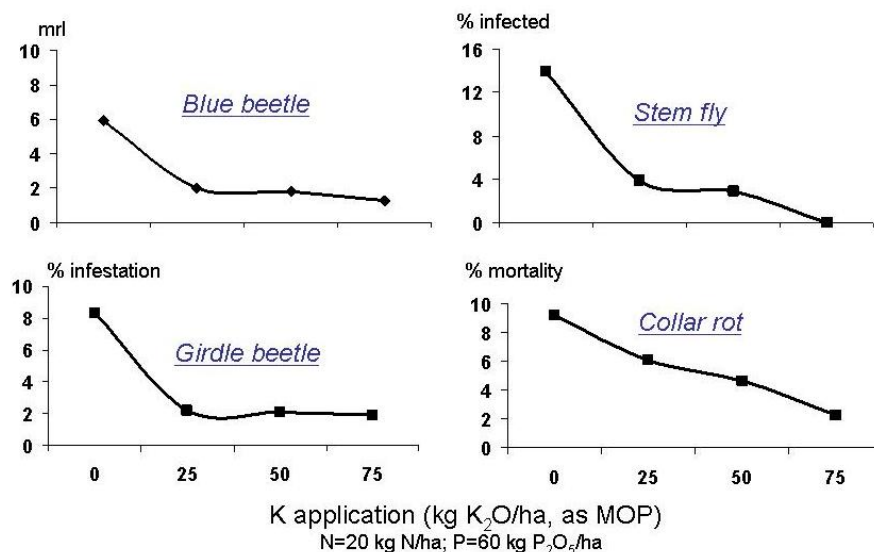 mrl
10
8
6
4
2
0
Blue beetle
% infected
16
12
8
4
0
Stem fly
% infestation
10
8
6
4
2
0
Girdle beetle
0 25 50 75
% mortality
10
8
6
4
2
0
Collar rot
0 25 50 75
K application (kg K₂O/ha, as MOP)
N=20 kg N/ha; P=60 kg P₂O₅/ha